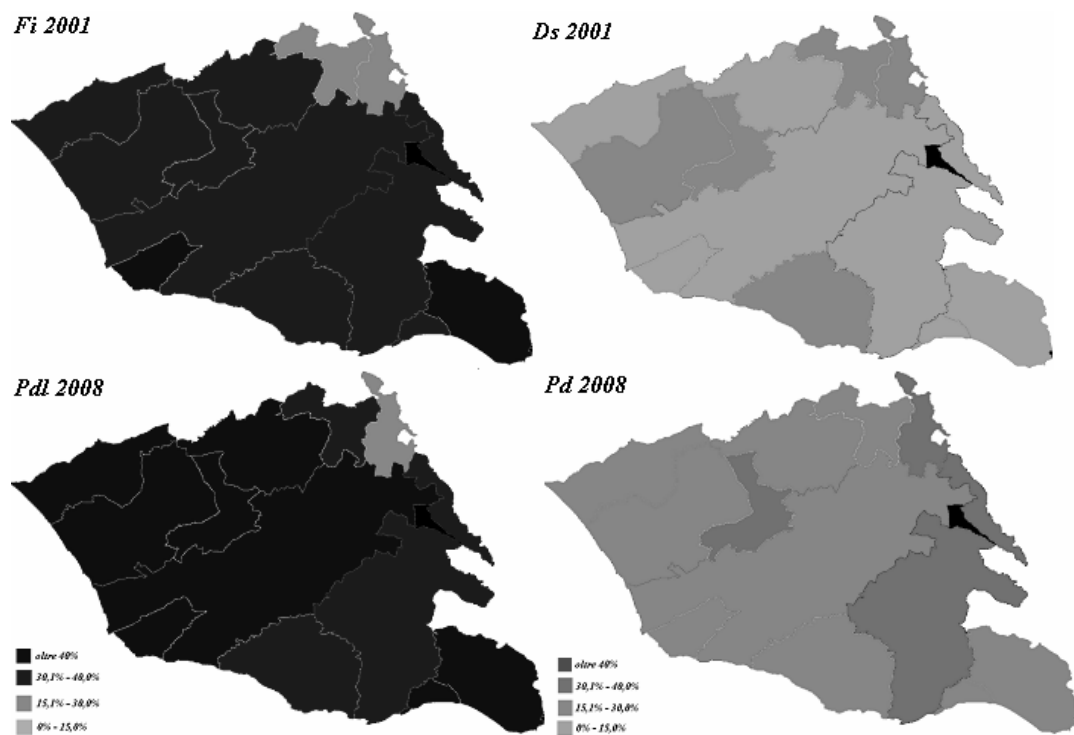 Fi 2001
Ds 2001
Pdl 2008
Pd 2008
oltre 40%
30,1% - 40,0%
15,1% - 30,0%
0% - 15,0%
oltre 40%
30,1% - 40,0%
15,1% - 30,0%
0% - 15,0%